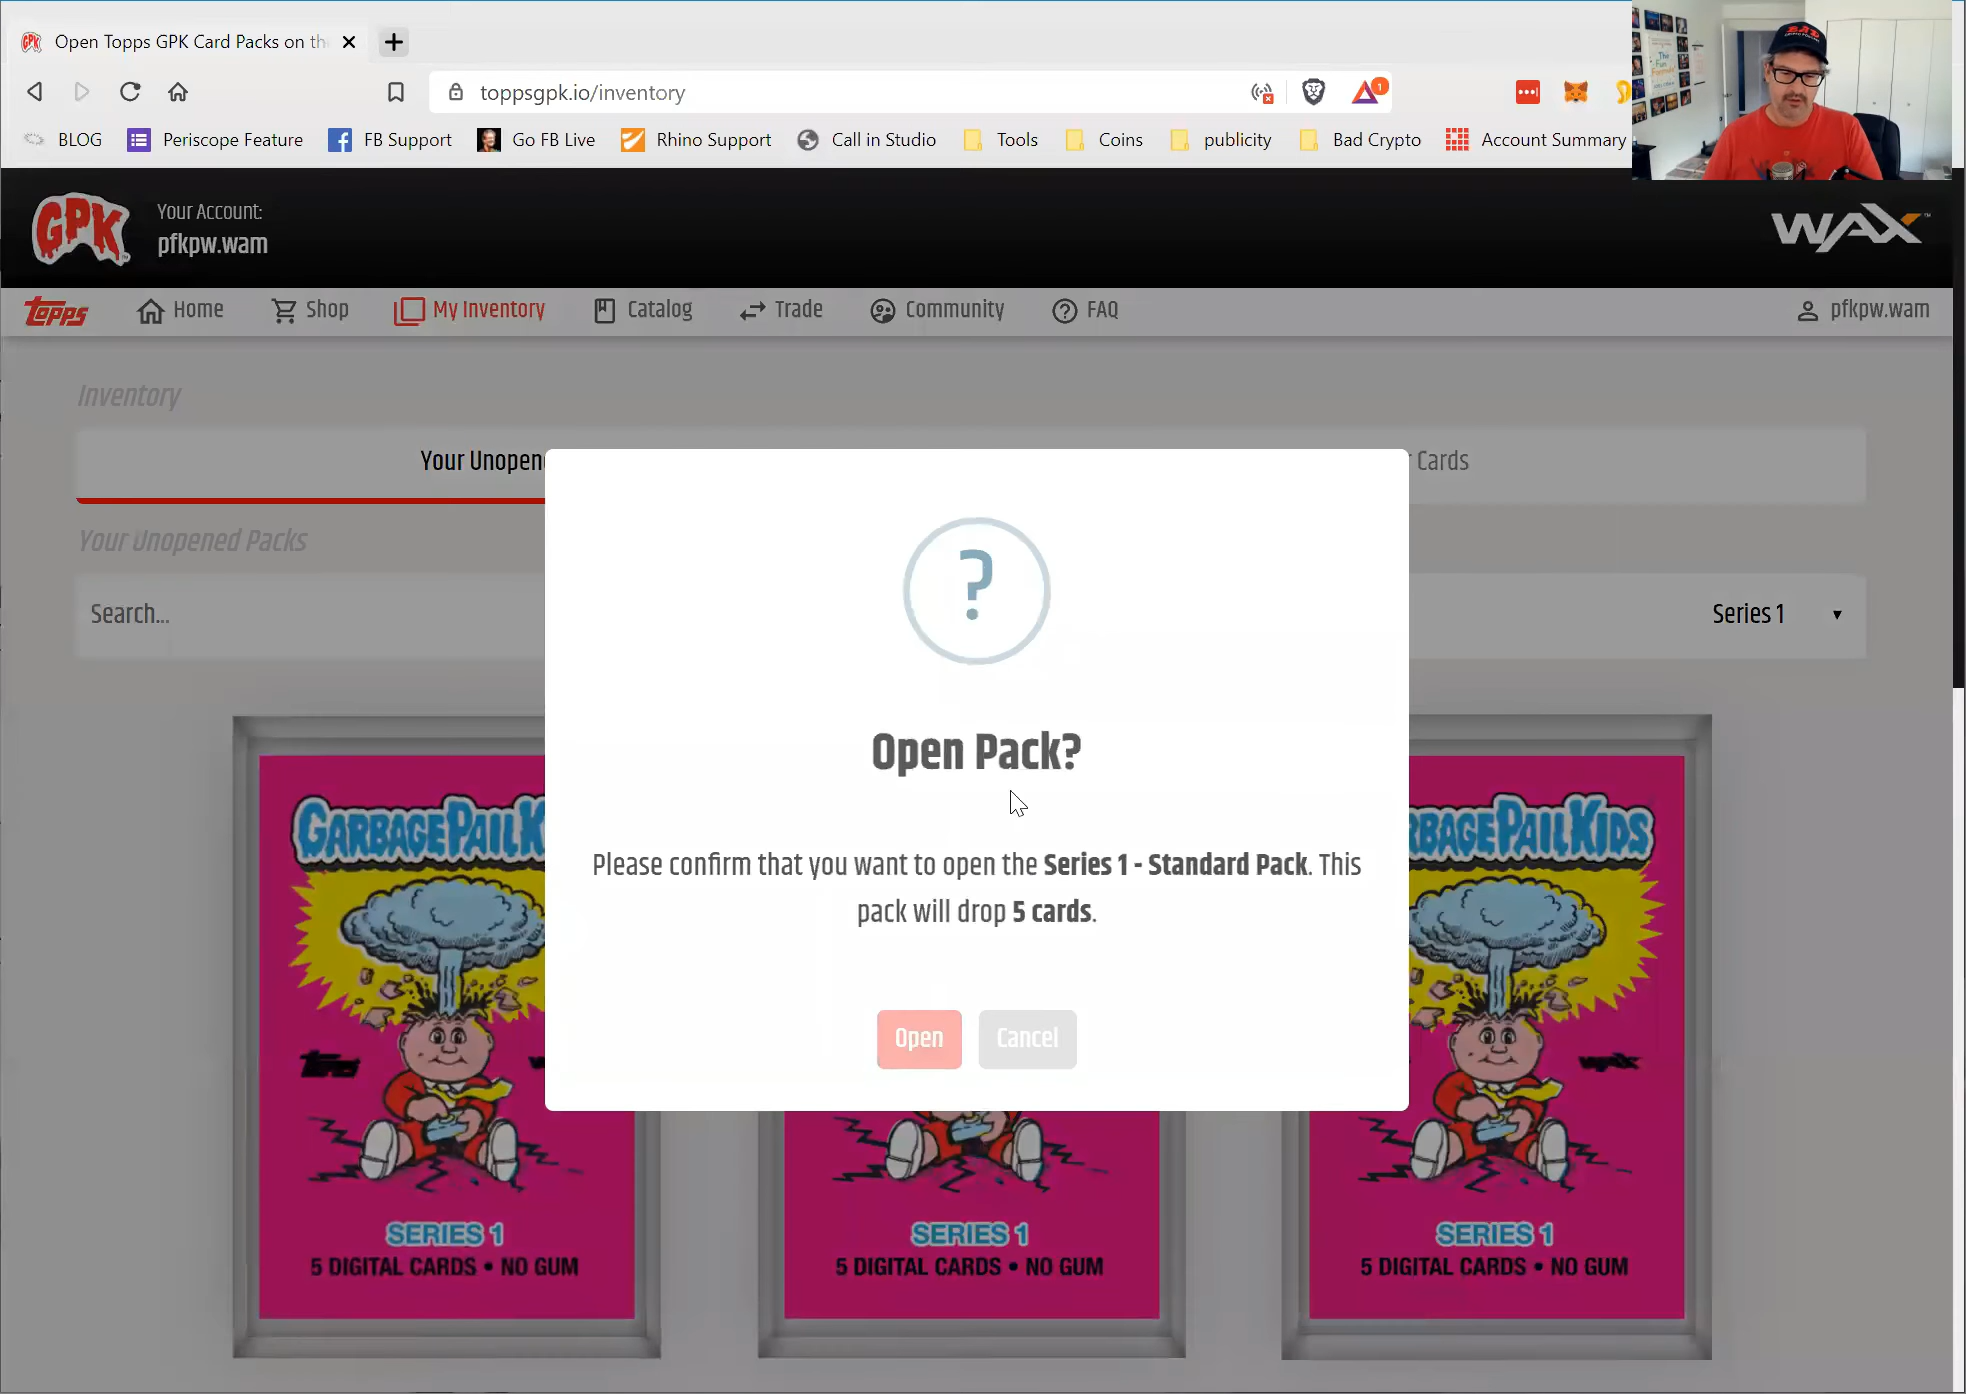 Open Topps GPK Card Packs on th
toppsgpk.io/inventory
1
BLOG
Periscope Feature
FB Support
Go FB Live
Rhino Support
Call in Studio
Tools
Coins
publicity
Bad Crypto
Account Summary
GPK
Your Account:
pfkpw.wam
WAX
Topps
Home
Shop
My Inventory
Catalog
Trade
Community
FAQ
pfkpw.wam
Inventory
Your Unopen
Cards
Your Unopened Packs
Search...
Series 1
?
Open Pack?
Please confirm that you want to open the Series 1 - Standard Pack. This
pack will drop 5 cards.
Open
Cancel
GARBAGE PAIL K
Topps
SERIES 1
5 DIGITAL CARDS • NO GUM
SERIES 1
5 DIGITAL CARDS • NO GUM
RBAGE PAIL KIDS
WAX
SERIES 1
5 DIGITAL CARDS • NO GUM